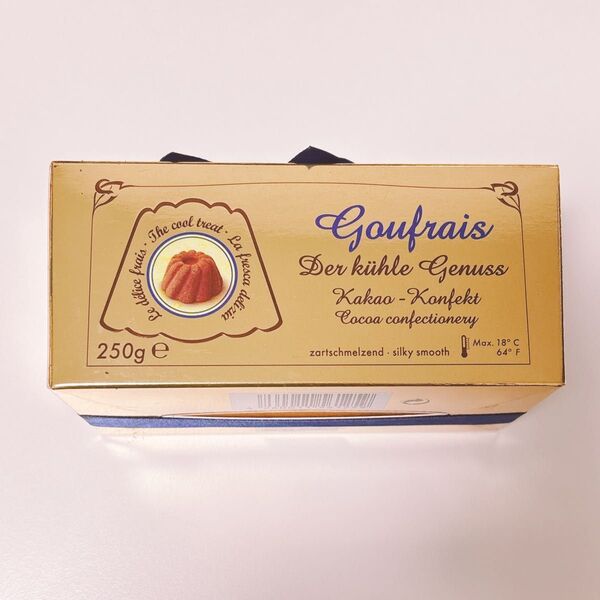 Le délice frais · The cool treat · La fresca delizia
250g ℮
Goufrais
Der kühle Genuss
Kakao - Konfekt
Cocoa confectionery
zartschmelzend · silky smooth
Max. 18° C
64° F